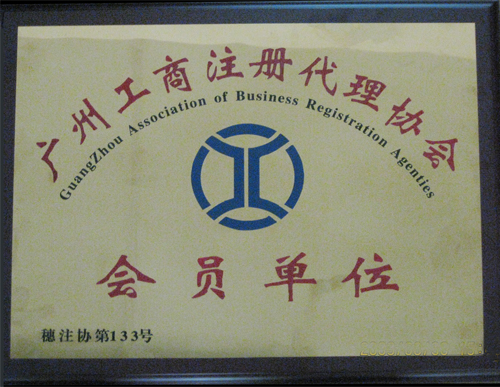 广州工商注册代理协会
GuangZhou Association of Business Registration Agenties
会员单位
穗注协第133号